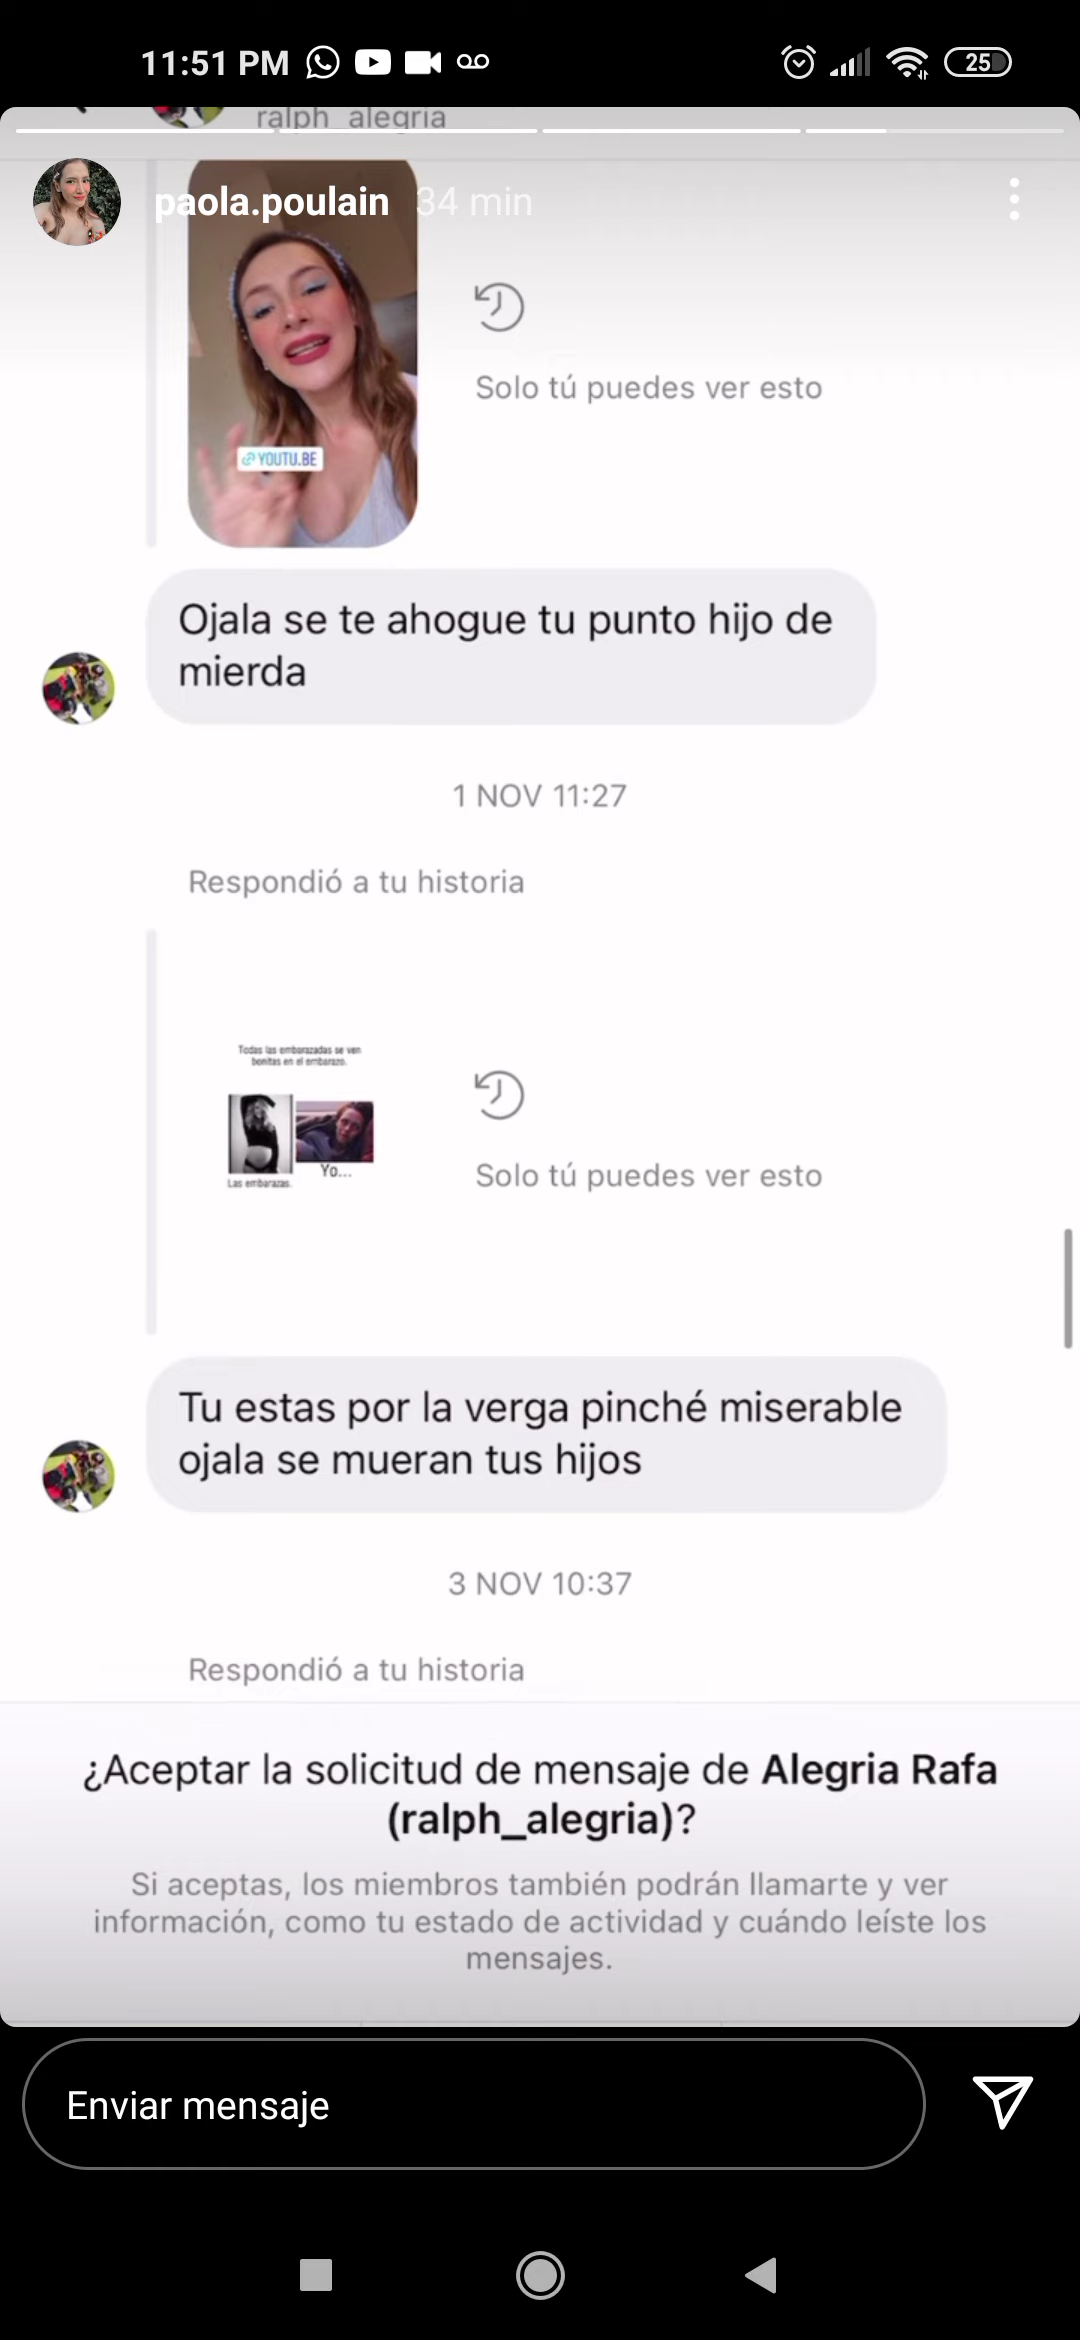 11:51 PM
25
ralph_alegria
paola.poulain 34 min
Solo tú puedes ver esto
YOUTU.BE
Ojala se te ahogue tu punto hijo de
mierda
1 NOV 11:27
Respondió a tu historia
Todas las embarazadas se ven
bonitas en el embarazo.
Yo...
Las embarazas.
Solo tú puedes ver esto
Tu estas por la verga pinché miserable
ojala se mueran tus hijos
3 NOV 10:37
Respondió a tu historia
¿Aceptar la solicitud de mensaje de Alegria Rafa
(ralph_alegria)?
Si aceptas, los miembros también podrán llamarte y ver
información, como tu estado de actividad y cuándo leíste los
mensajes.
Enviar mensaje